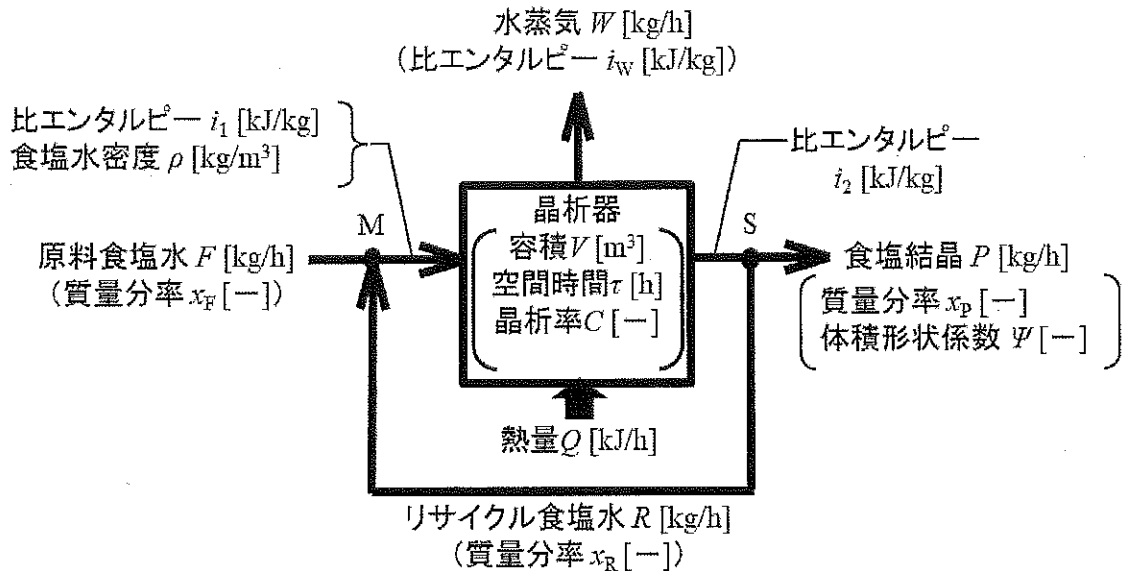 水蒸気 W [kg/h]
(比エンタルピー i_W [kJ/kg])
比エンタルピー i_1 [kJ/kg]
食塩水密度 ρ [kg/m³]
比エンタルピー
i_2 [kJ/kg]
M
晶析器
S
原料食塩水 F [kg/h]
(質量分率 x_F [—])
容積V [m³]
空間時間τ [h]
晶析率C [—]
食塩結晶 P [kg/h]
質量分率 x_P [—]
体積形状係数 Ψ [—]
熱量Q [kJ/h]
リサイクル食塩水 R [kg/h]
(質量分率 x_R [—])